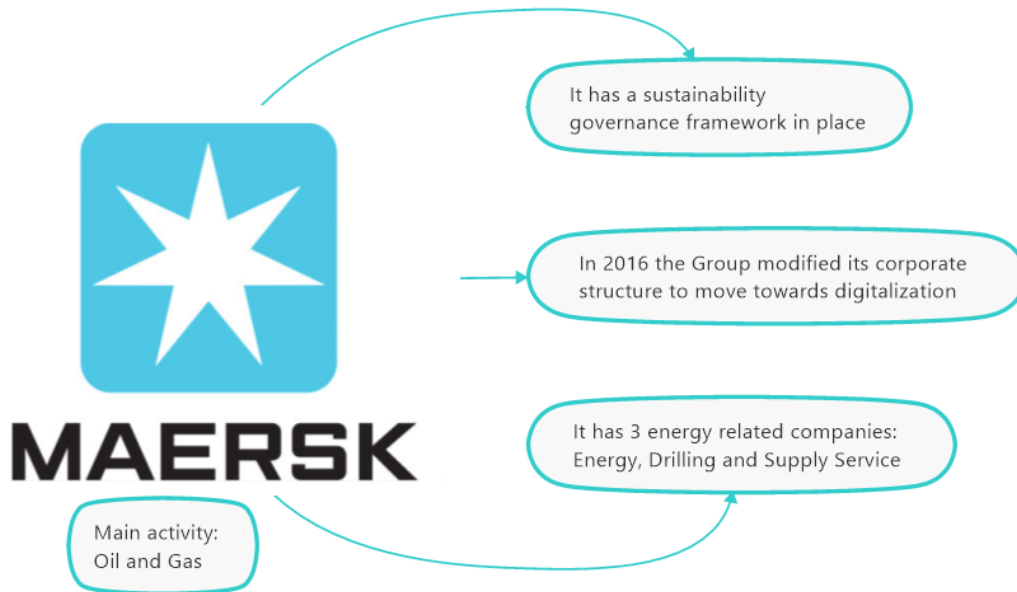 It has a sustainability
governance framework in place
In 2016 the Group modified its corporate
structure to move towards digitalization
It has 3 energy related companies:
Energy, Drilling and Supply Service
MAERSK
Main activity:
Oil and Gas